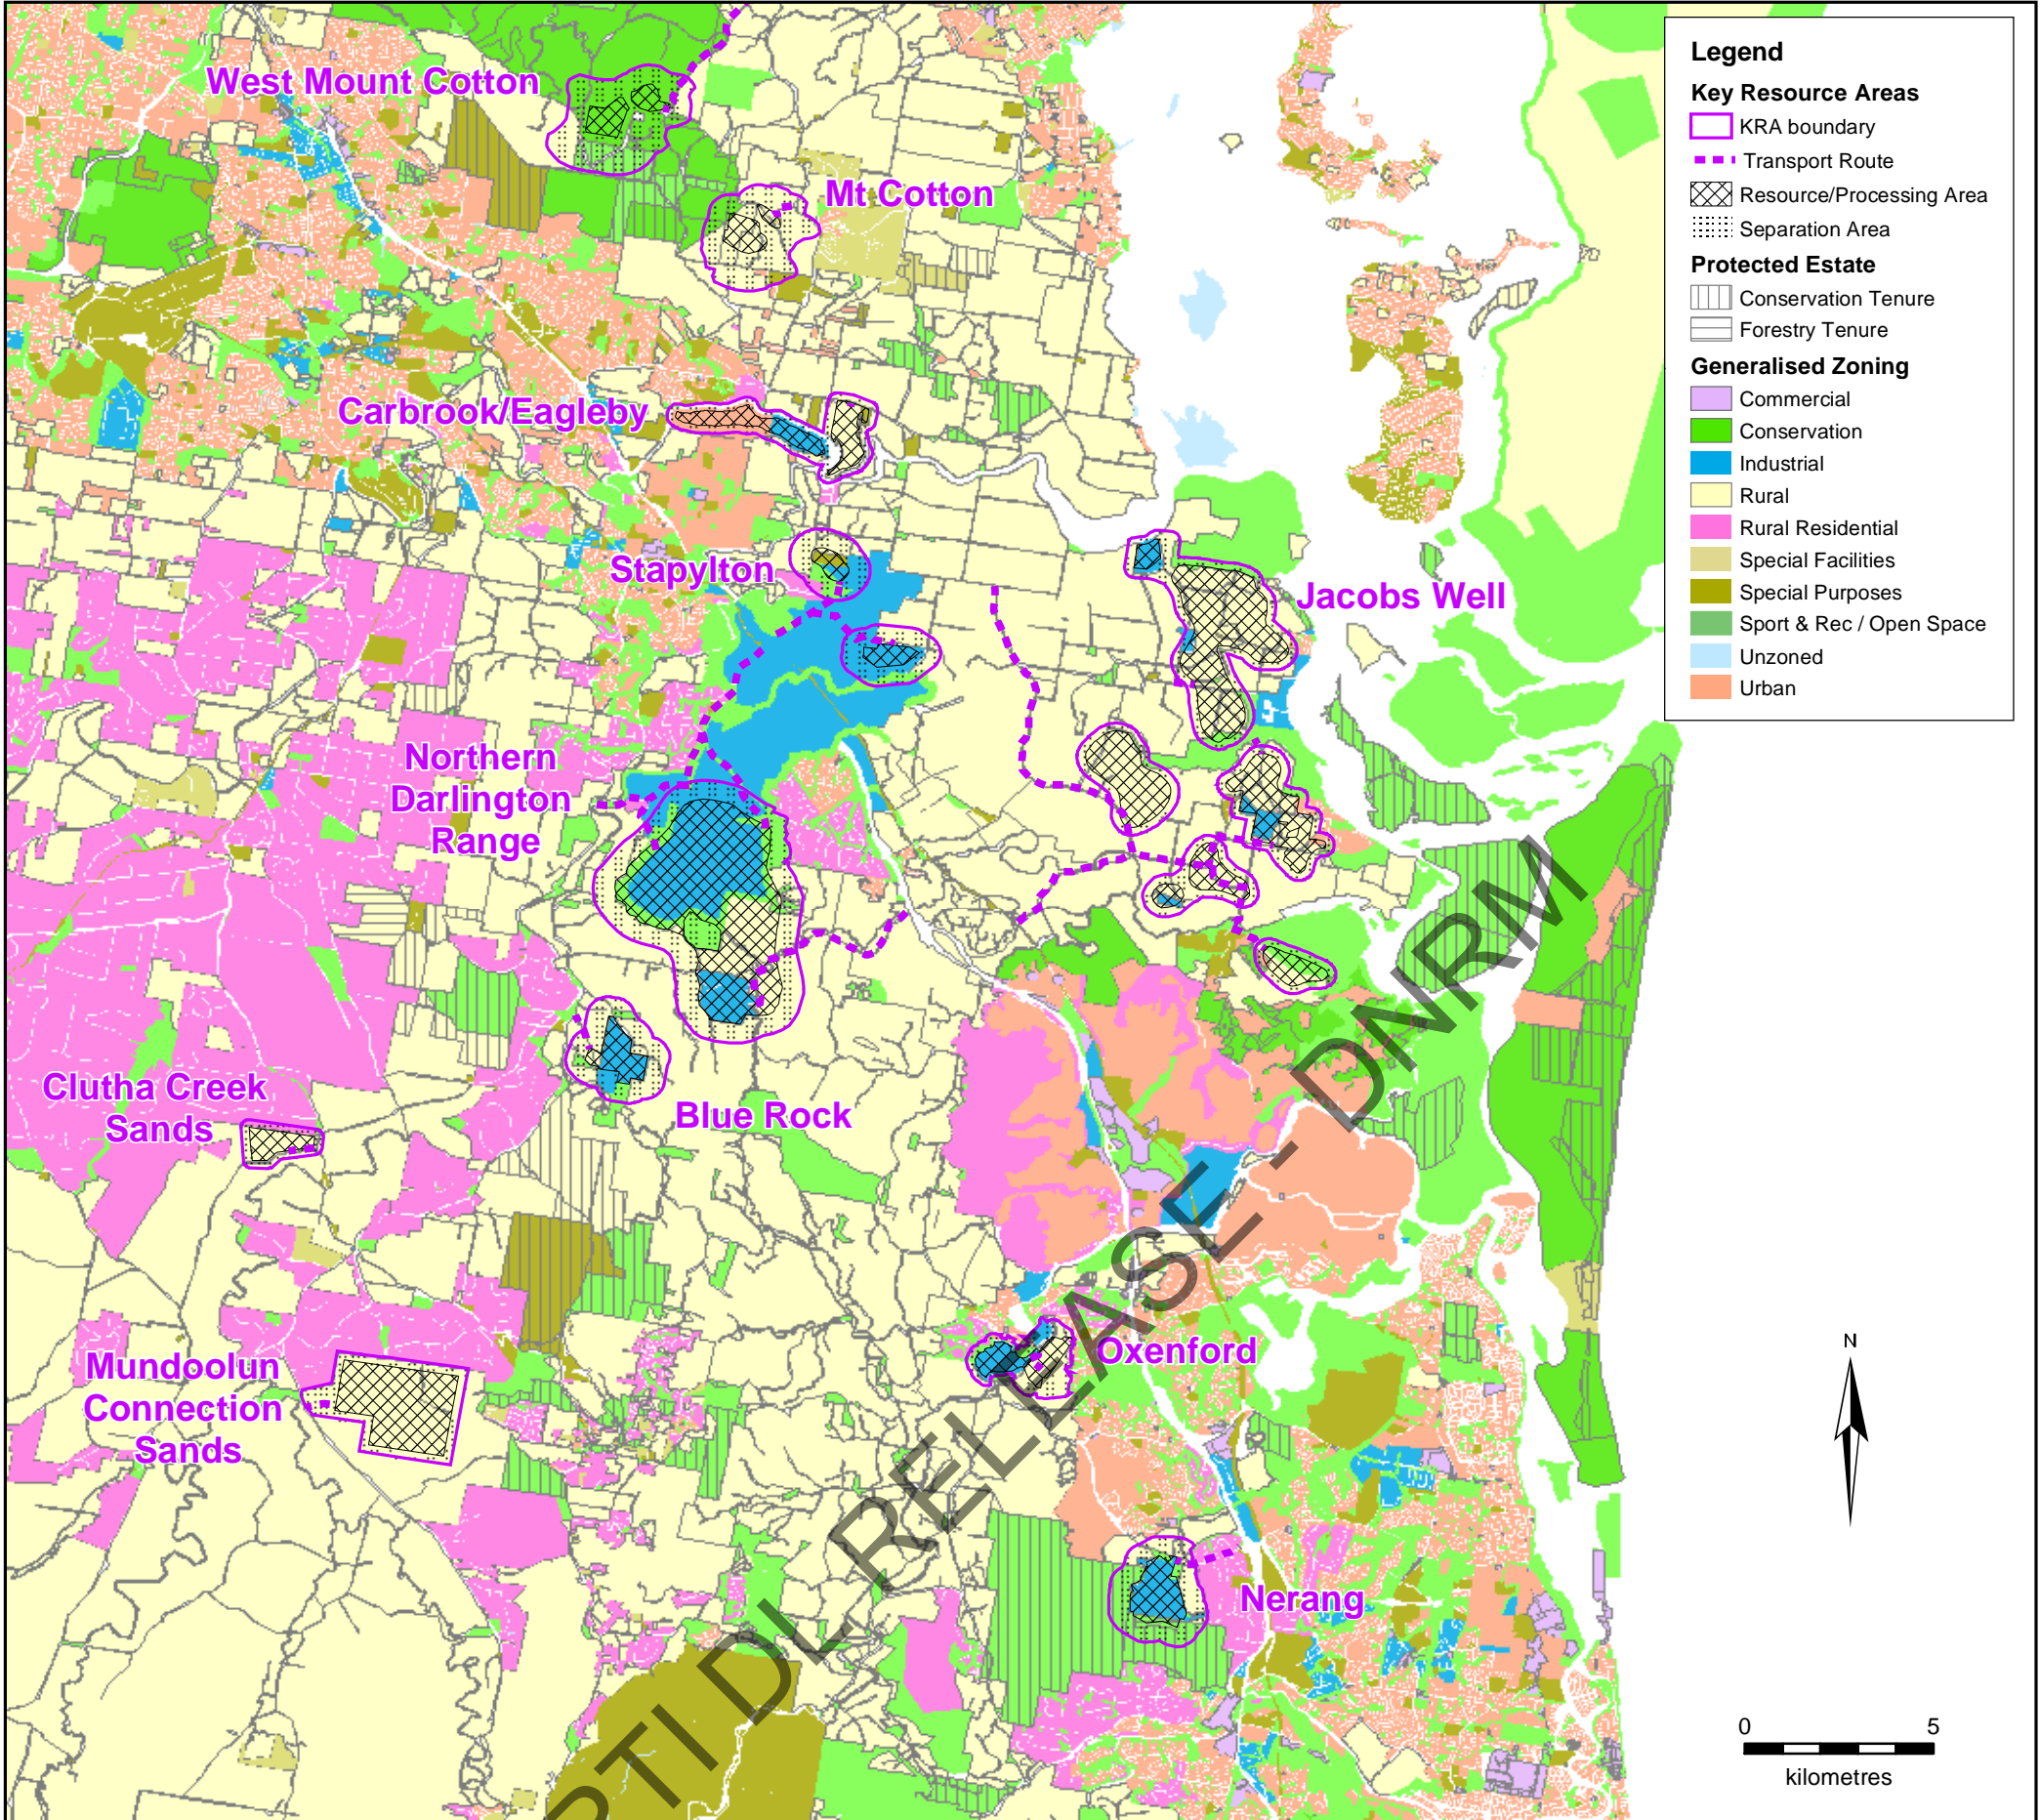 West Mount Cotton
Mt Cotton
Carbrook/Eagleby
Stapylton
Jacobs Well
Northern
Darlington
Range
Blue Rock
Clutha Creek
Sands
Mundoolun
Connection
Sands
Oxenford
Nerang
Legend
Key Resource Areas
KRA boundary
Transport Route
Resource/Processing Area
Separation Area
Protected Estate
Conservation Tenure
Forestry Tenure
Generalised Zoning
Commercial
Conservation
Industrial
Rural
Rural Residential
Special Facilities
Special Purposes
Sport & Rec / Open Space
Unzoned
Urban
N
0 5
kilometres
RTI DL RELEASE - DNRM